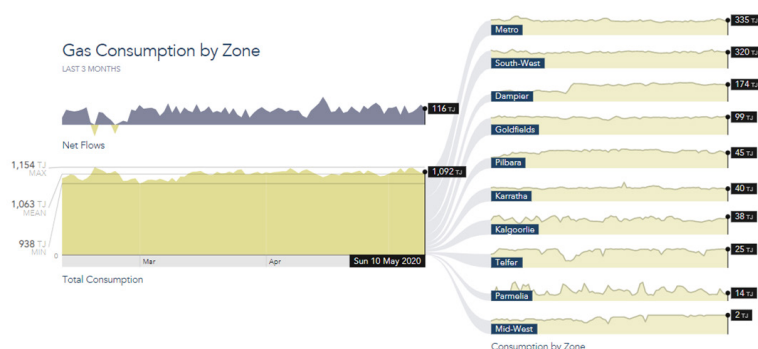 Gas Consumption by Zone
LAST 3 MONTHS
116 TJ
Net Flows
1,154 TJ
MAX
1,092 TJ
1,063 TJ
MEAN
938 TJ
MIN
0
Mar
Apr
Sun 10 May 2020
Total Consumption
335 TJ
Metro
320 TJ
South-West
174 TJ
Dampier
99 TJ
Goldfields
45 TJ
Pilbara
40 TJ
Karratha
38 TJ
Kalgoorlie
25 TJ
Telfer
14 TJ
Parmelia
2 TJ
Mid-West
Consumption by Zone